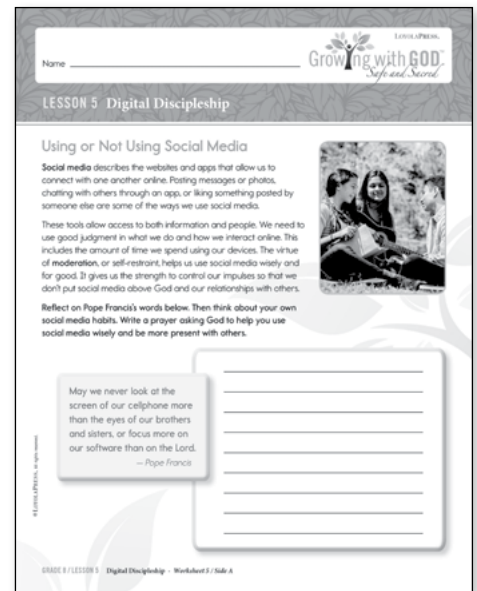 LOYOLAPRESS.
Growing with GOD
Safe and Sacred
Name
LESSON 5 Digital Discipleship
Using or Not Using Social Media
Social media describes the websites and apps that allow us to
connect with one another online. Posting messages or photos,
chatting with others through an app, or liking something posted by
someone else are some of the ways we use social media.
These tools allow access to both information and people. We need to
use good judgment in what we do and how we interact online. This
includes the amount of time we spend using our devices. The virtue
of moderation, or self-restraint, helps us use social media wisely and
for good. It gives us the strength to control our impulses so that we
don't put social media above God and our relationships with others.
Reflect on Pope Francis's words below. Then think about your own
social media habits. Write a prayer asking God to help you use
social media wisely and be more present with others.
May we never look at the
screen of our cellphone more
than the eyes of our brothers
and sisters, or focus more on
our software than on the Lord.
— Pope Francis
© LOYOLAPRESS. All rights reserved.
GRADE 8 / LESSON 5 Digital Discipleship • Worksheet 5 / Side A